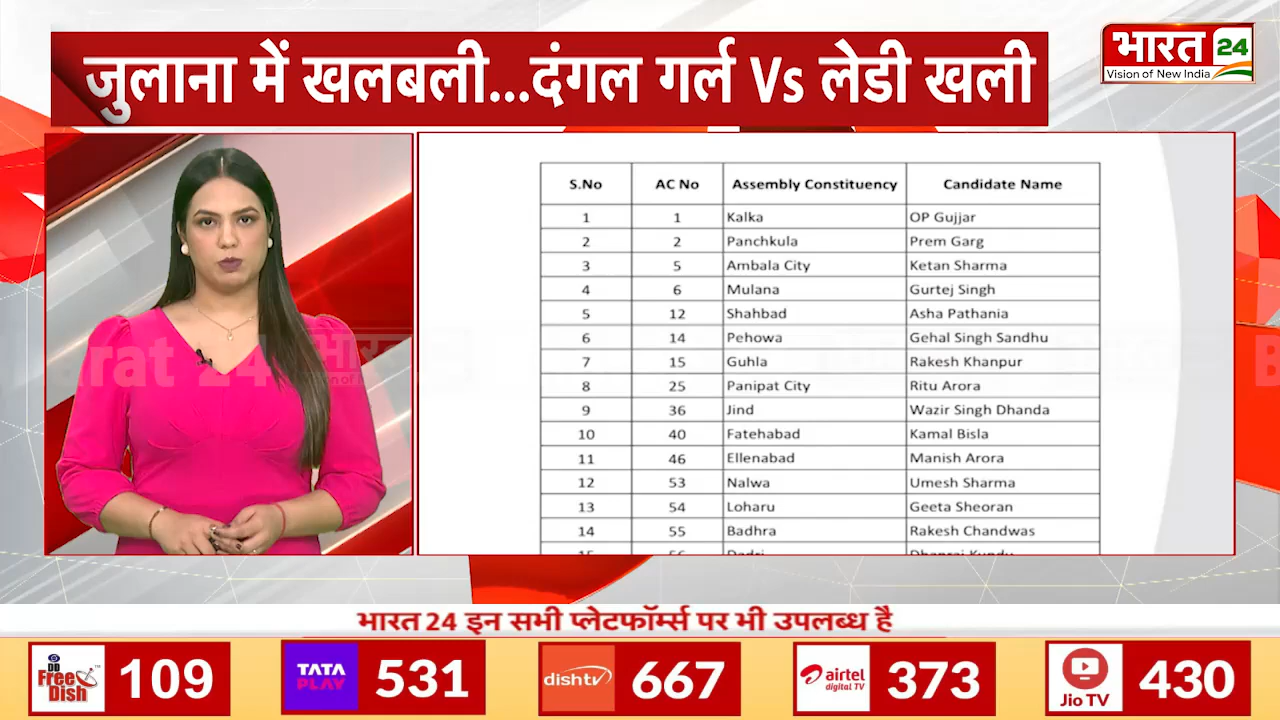 जुलाना में खलबली...दंगल गर्ल Vs लेडी खली
भारत 24
Vision of New India
S.No AC No Assembly Constituency Candidate Name
1 1 Kalka OP Gujjar
2 2 Panchkula Prem Garg
3 5 Ambala City Ketan Sharma
4 6 Mulana Gurtej Singh
5 12 Shahbad Asha Pathania
6 14 Pehowa Gehal Singh Sandhu
7 15 Guhla Rakesh Khanpur
8 25 Panipat City Ritu Arora
9 36 Jind Wazir Singh Dhanda
10 40 Fatehabad Kamal Bisla
11 46 Ellenabad Manish Arora
12 53 Nalwa Umesh Sharma
13 54 Loharu Geeta Sheoran
14 55 Badhra Rakesh Chandwas
भारत 24 इन सभी प्लेटफॉर्म्स पर भी उपलब्ध है
DD Free Dish 109
TATA PLAY 531
dishtv 667
airtel digital TV 373
Jio TV 430